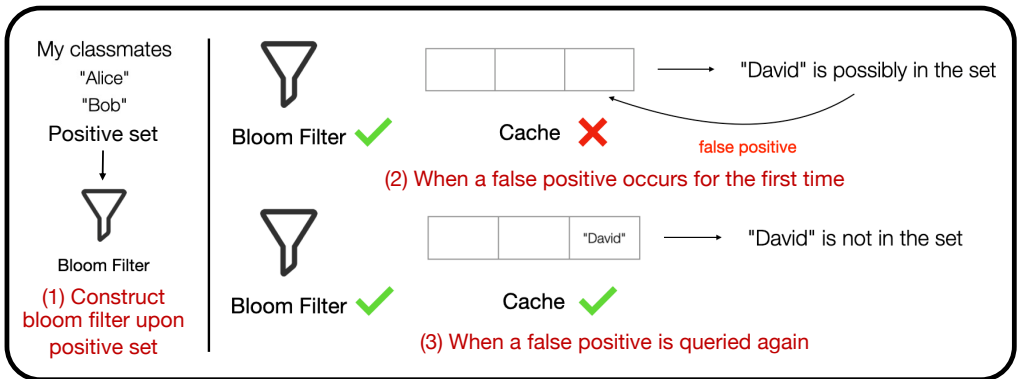 My classmates
"Alice"
"Bob"
Positive set
Bloom Filter
(1) Construct
bloom filter upon
positive set
Bloom Filter
Cache
"David" is possibly in the set
false positive
(2) When a false positive occurs for the first time
Bloom Filter
"David"
Cache
"David" is not in the set
(3) When a false positive is queried again